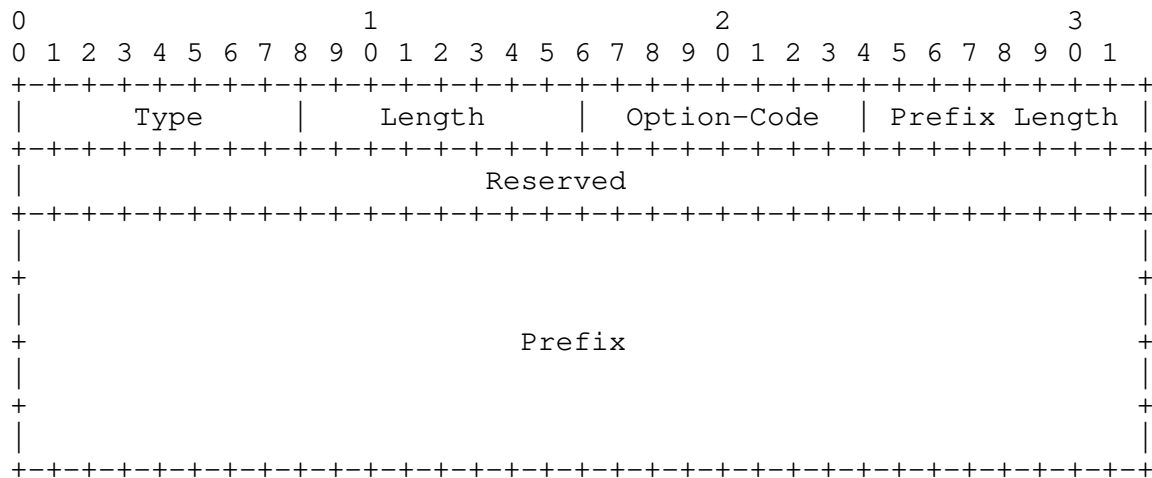 0                   1                   2                   3
0 1 2 3 4 5 6 7 8 9 0 1 2 3 4 5 6 7 8 9 0 1 2 3 4 5 6 7 8 9 0 1
+-+-+-+-+-+-+-+-+-+-+-+-+-+-+-+-+-+-+-+-+-+-+-+-+-+-+-+-+-+-+-+-+
|      Type     |    Length     |  Option-Code  | Prefix Length |
+-+-+-+-+-+-+-+-+-+-+-+-+-+-+-+-+-+-+-+-+-+-+-+-+-+-+-+-+-+-+-+-+
|                          Reserved                             |
+-+-+-+-+-+-+-+-+-+-+-+-+-+-+-+-+-+-+-+-+-+-+-+-+-+-+-+-+-+-+-+-+
|                                                               |
+                                                               +
|                                                               |
+                            Prefix                             +
|                                                               |
+                                                               +
|                                                               |
+-+-+-+-+-+-+-+-+-+-+-+-+-+-+-+-+-+-+-+-+-+-+-+-+-+-+-+-+-+-+-+-+